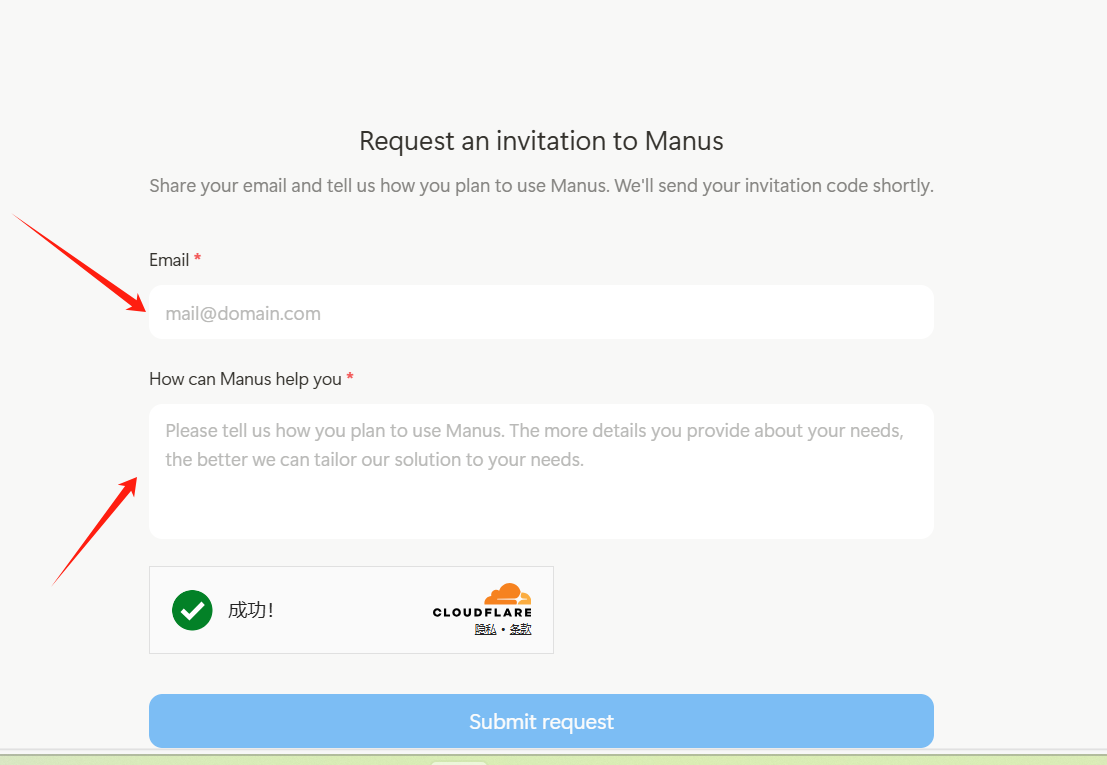 Request an invitation to Manus
Share your email and tell us how you plan to use Manus. We'll send your invitation code shortly.
Email *
mail@domain.com
How can Manus help you *
Please tell us how you plan to use Manus. The more details you provide about your needs,
the better we can tailor our solution to your needs.
成功！
CLOUDFLARE
隐私 • 条款
Submit request